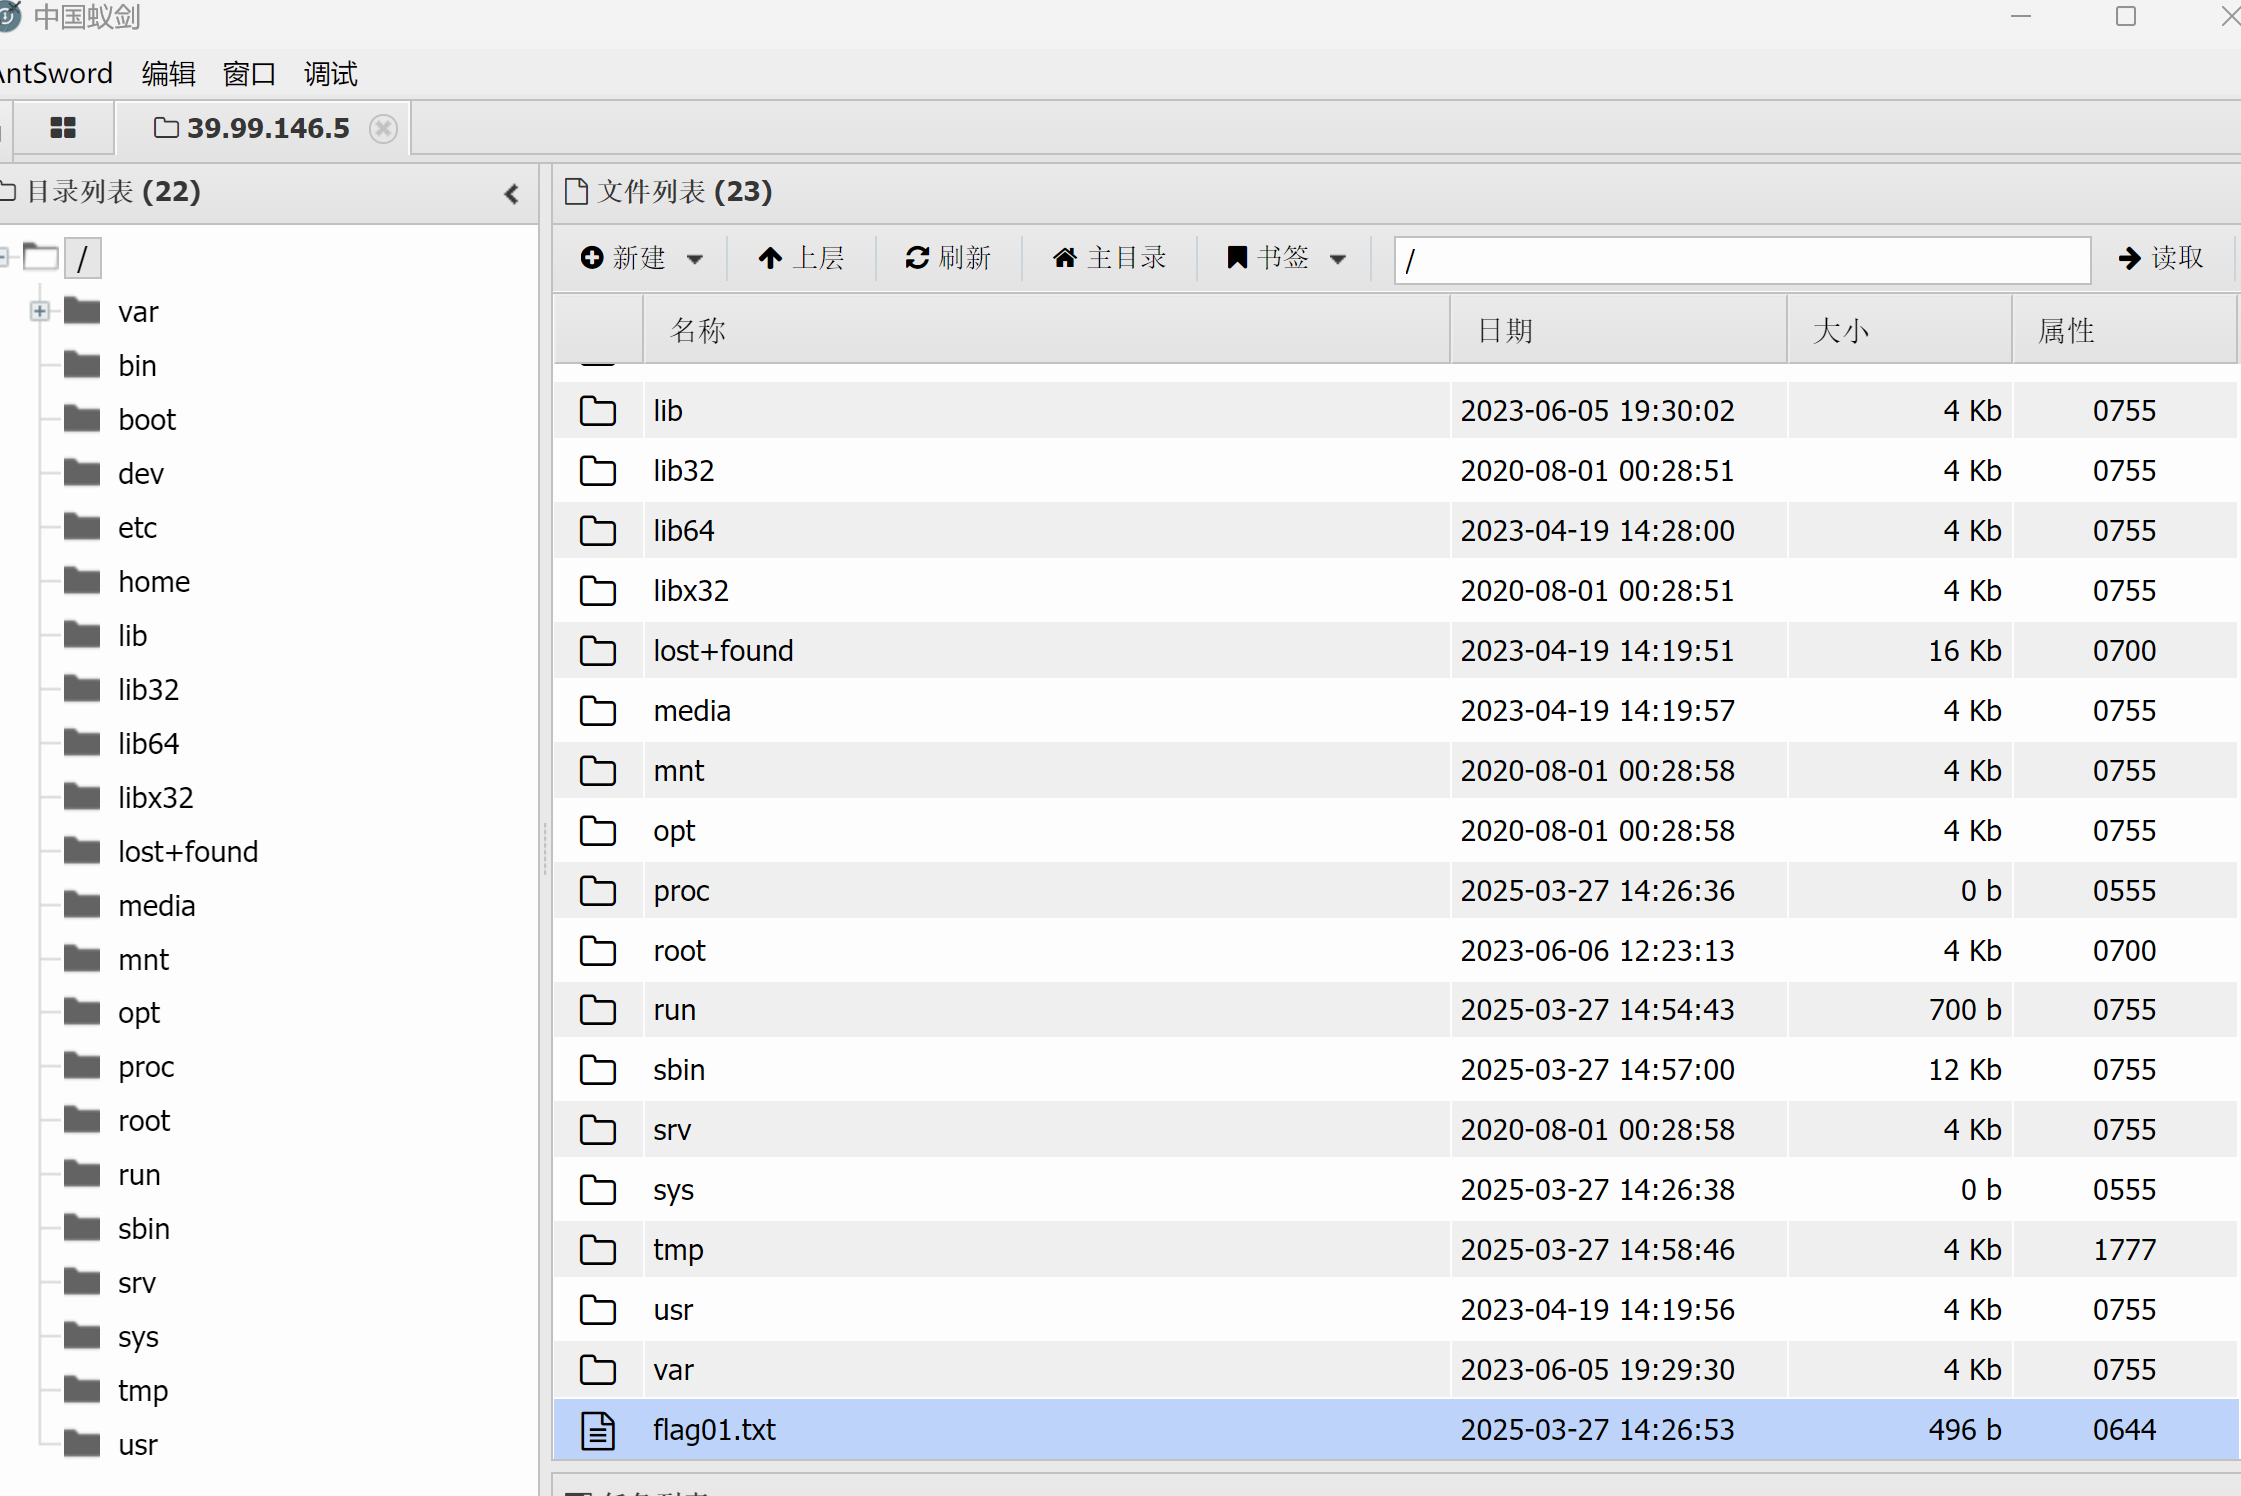 中国蚁剑
AntSword 编辑 窗口 调试
39.99.146.5
目录列表 (22)
/
var
bin
boot
dev
etc
home
lib
lib32
lib64
libx32
lost+found
media
mnt
opt
proc
root
run
sbin
srv
sys
tmp
usr
文件列表 (23)
新建 上层 刷新 主目录 书签 / 读取
名称 日期 大小 属性
lib 2023-06-05 19:30:02 4 Kb 0755
lib32 2020-08-01 00:28:51 4 Kb 0755
lib64 2023-04-19 14:28:00 4 Kb 0755
libx32 2020-08-01 00:28:51 4 Kb 0755
lost+found 2023-04-19 14:19:51 16 Kb 0700
media 2023-04-19 14:19:57 4 Kb 0755
mnt 2020-08-01 00:28:58 4 Kb 0755
opt 2020-08-01 00:28:58 4 Kb 0755
proc 2025-03-27 14:26:36 0 b 0555
root 2023-06-06 12:23:13 4 Kb 0700
run 2025-03-27 14:54:43 700 b 0755
sbin 2025-03-27 14:57:00 12 Kb 0755
srv 2020-08-01 00:28:58 4 Kb 0755
sys 2025-03-27 14:26:38 0 b 0555
tmp 2025-03-27 14:58:46 4 Kb 1777
usr 2023-04-19 14:19:56 4 Kb 0755
var 2023-06-05 19:29:30 4 Kb 0755
flag01.txt 2025-03-27 14:26:53 496 b 0644